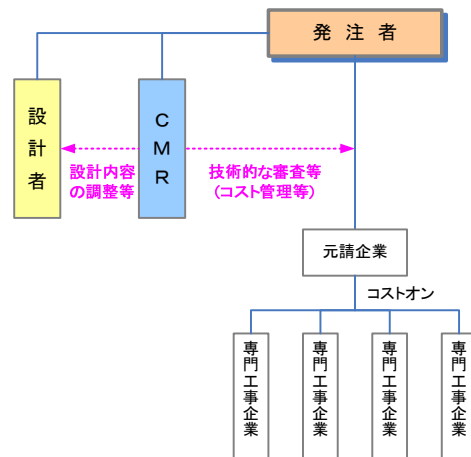 発注者
設計者
CMR
設計内容
の調整等
技術的な審査等
(コスト管理等)
元請企業
コストオン
専門工事企業
専門工事企業
専門工事企業
専門工事企業